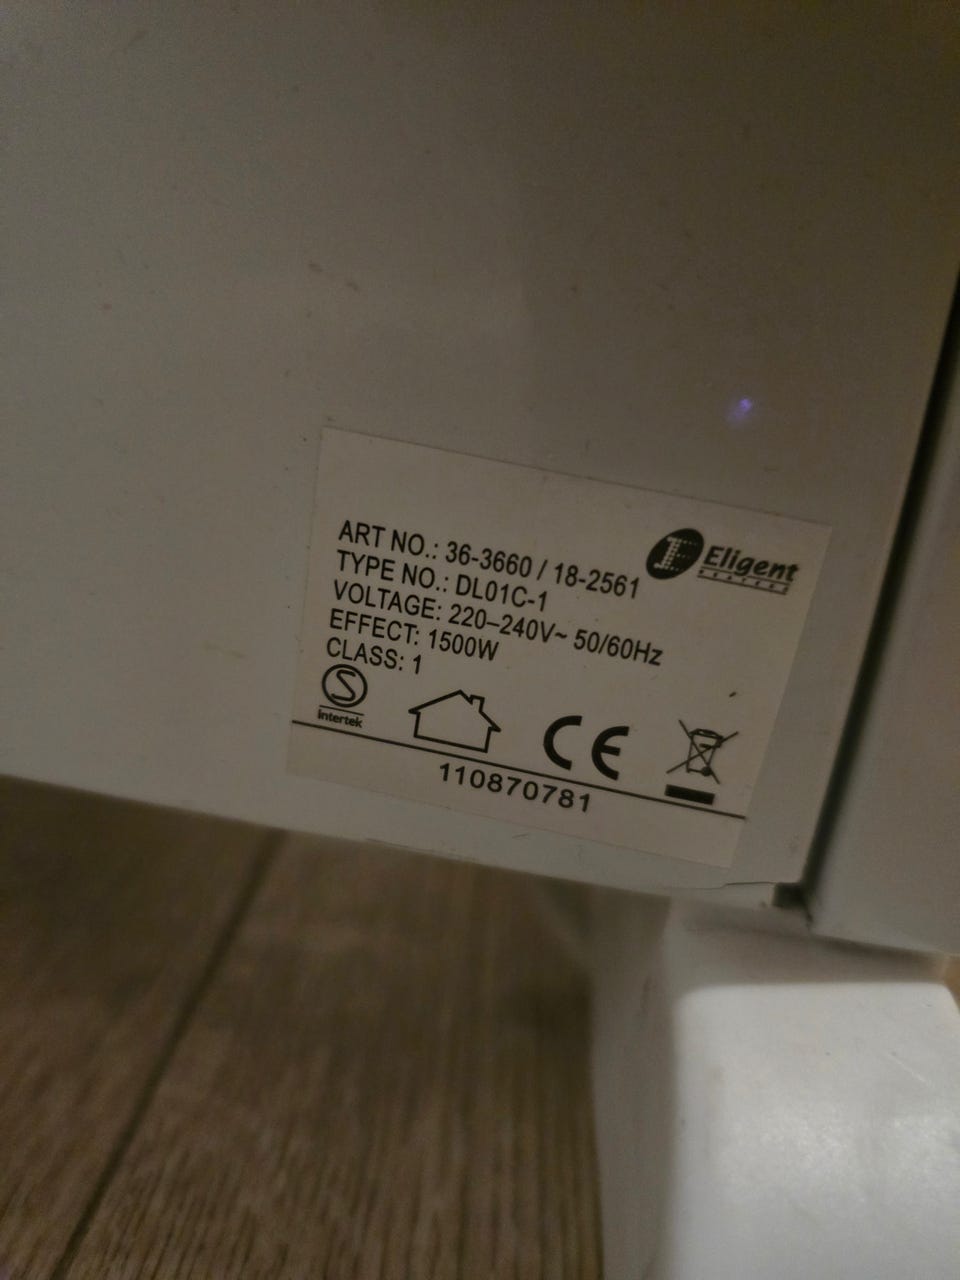 ART NO.: 36-3660 / 18-2561
TYPE NO.: DL01C-1
VOLTAGE: 220–240V~ 50/60Hz
EFFECT: 1500W
CLASS: 1
Eligent
HEATERS
S
Intertek
CE
110870781